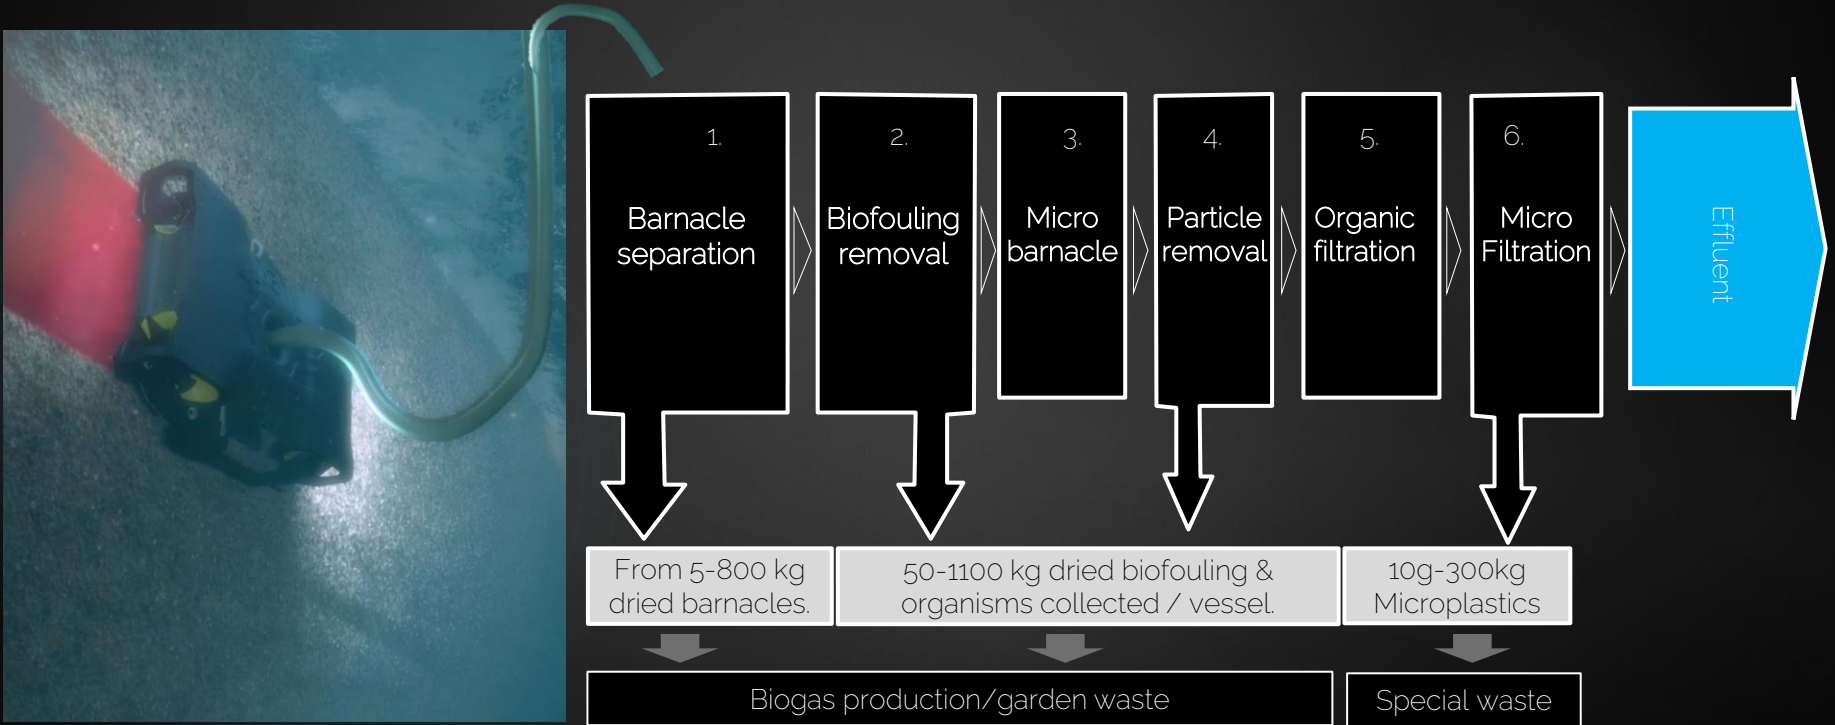 1.
Barnacle
separation
2.
Biofouling
removal
3.
Micro
barnacle
4.
Particle
removal
5.
Organic
filtration
6.
Micro
Filtration
Effluent
From 5-800 kg
dried barnacles.
50-1100 kg dried biofouling &
organisms collected / vessel.
10g-300kg
Microplastics
Biogas production/garden waste
Special waste